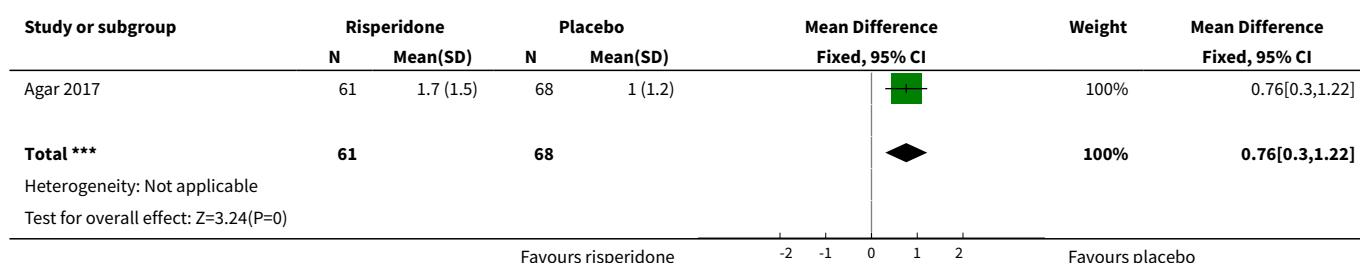 Study or subgroup Risperidone Placebo Mean Difference Weight Mean Difference
N Mean(SD) N Mean(SD) Fixed, 95% CI Fixed, 95% CI
Agar 2017 61 1.7 (1.5) 68 1 (1.2) 100% 0.76[0.3,1.22]
Total *** 61 68 100% 0.76[0.3,1.22]
Heterogeneity: Not applicable
Test for overall effect: Z=3.24(P=0)
Favours risperidone -2 -1 0 1 2 Favours placebo